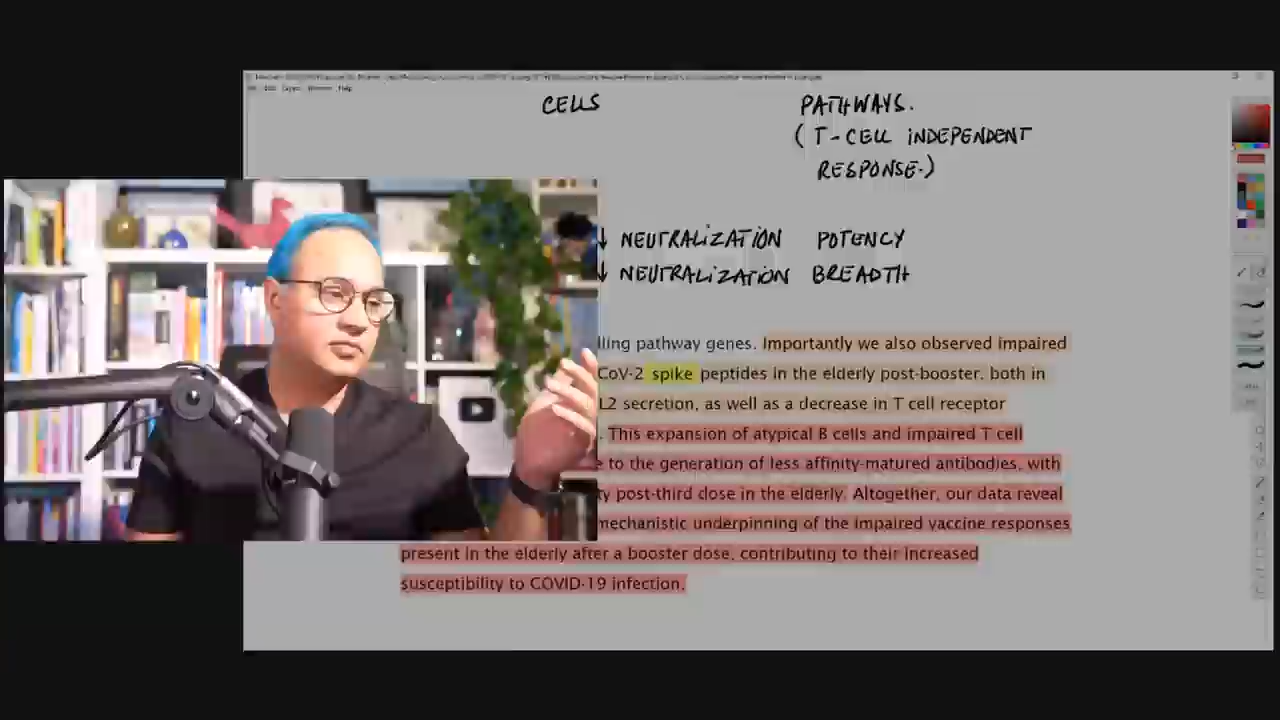 CELLS PATHWAYS.
( T-CELL INDEPENDENT
RESPONSE.)
↓ NEUTRALIZATION POTENCY
↓ NEUTRALIZATION BREADTH
lling pathway genes. Importantly we also observed impaired
CoV-2 spike peptides in the elderly post-booster, both in
L2 secretion, as well as a decrease in T cell receptor
. This expansion of atypical B cells and impaired T cell
e to the generation of less affinity-matured antibodies, with
ty post-third dose in the elderly. Altogether, our data reveal
mechanistic underpinning of the impaired vaccine responses
present in the elderly after a booster dose, contributing to their increased
susceptibility to COVID-19 infection.